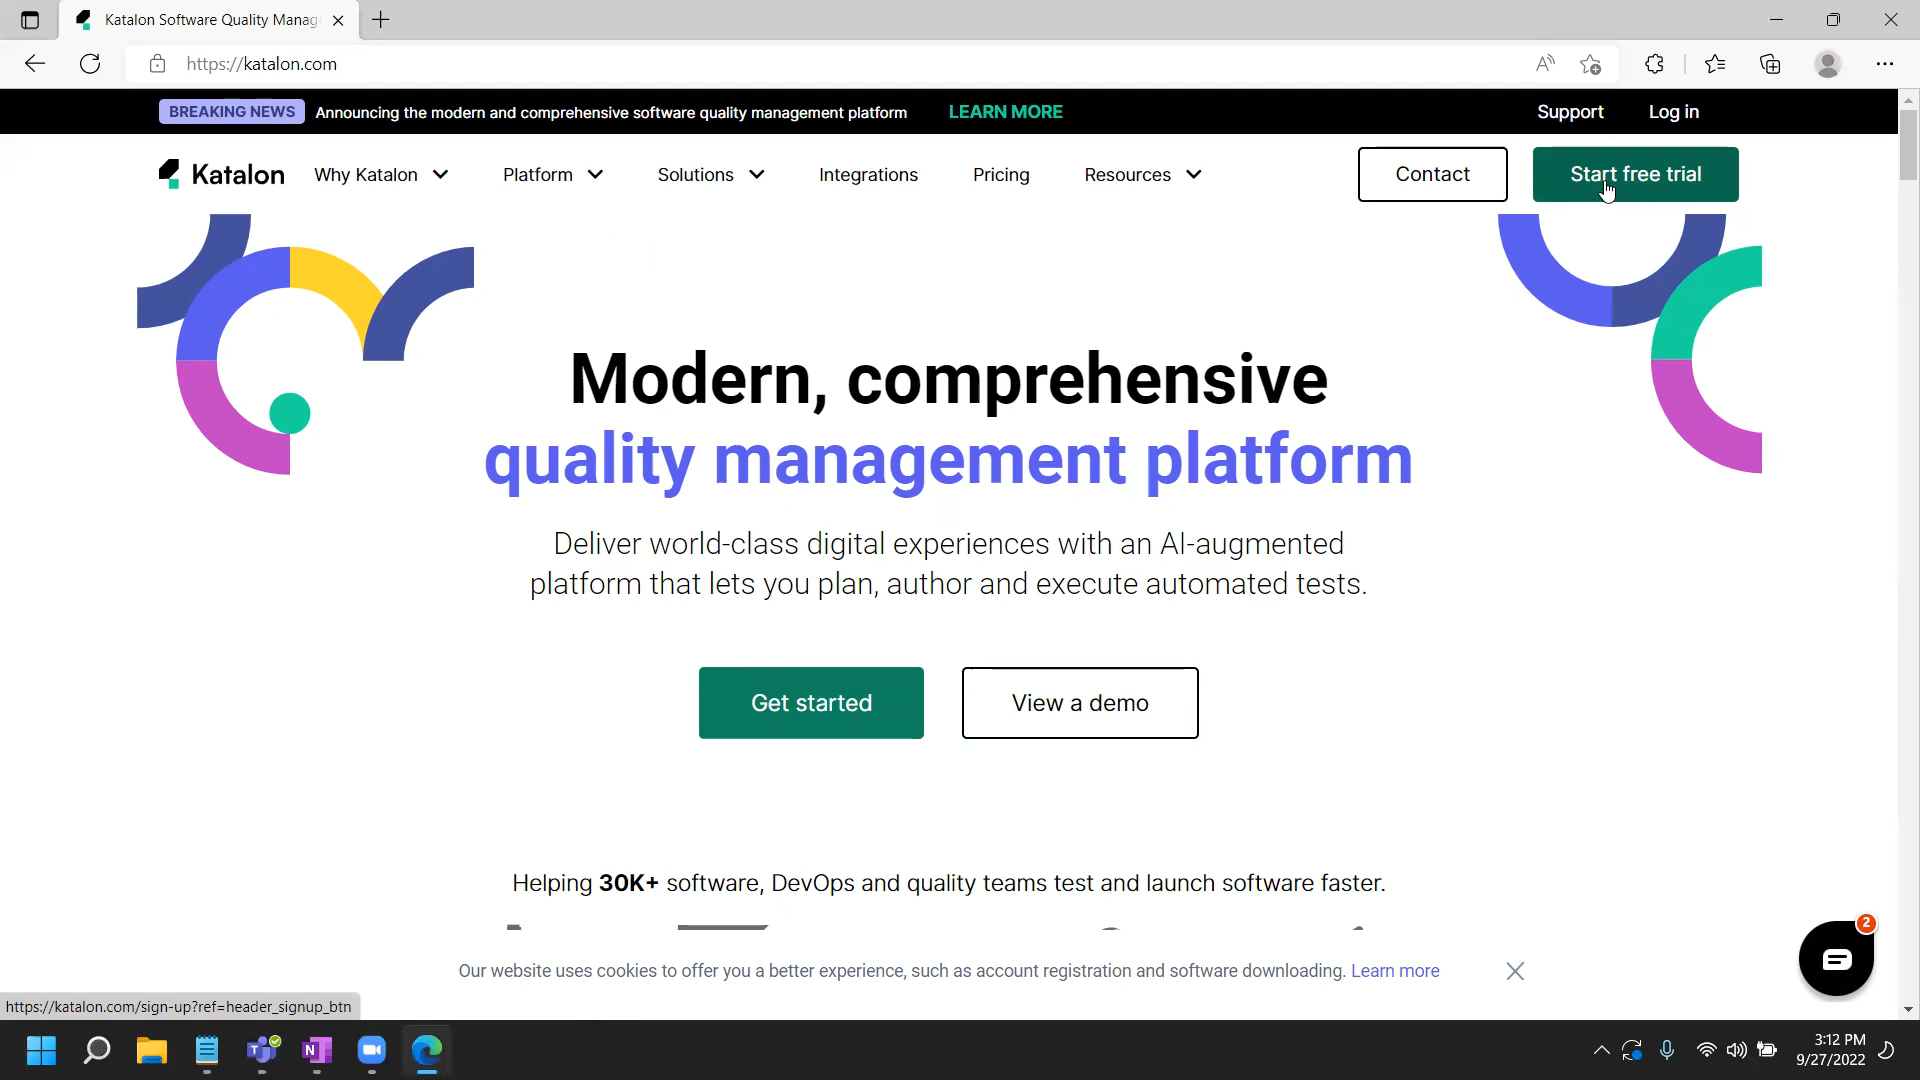 Katalon Software Quality Manag
https://katalon.com
BREAKING NEWS Announcing the modern and comprehensive software quality management platform LEARN MORE Support Log in
Katalon Why Katalon Platform Solutions Integrations Pricing Resources Contact Start free trial
Modern, comprehensive
quality management platform
Deliver world-class digital experiences with an AI-augmented
platform that lets you plan, author and execute automated tests.
Get started View a demo
Helping 30K+ software, DevOps and quality teams test and launch software faster.
2
Our website uses cookies to offer you a better experience, such as account registration and software downloading. Learn more
https://katalon.com/sign-up?ref=header_signup_btn
3:12 PM
9/27/2022